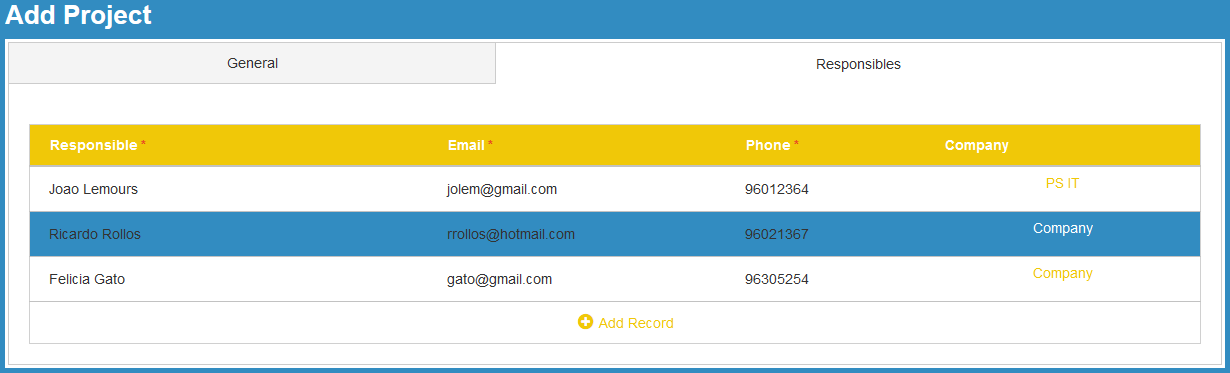 Add Project
General Responsibles
Responsible * Email * Phone * Company
Joao Lemours jolem@gmail.com 96012364 PS IT
Ricardo Rollos rrollos@hotmail.com 96021367 Company
Felicia Gato gato@gmail.com 96305254 Company
Add Record